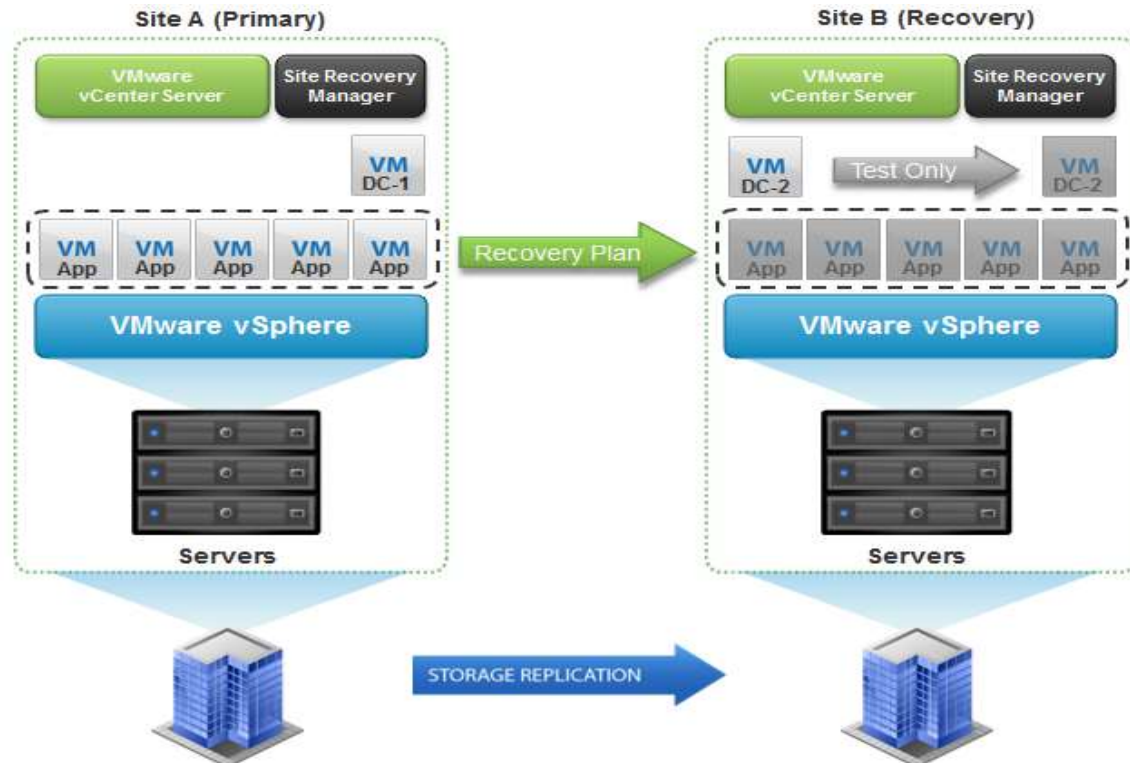 Site A (Primary)
VMware
vCenter Server
Site Recovery
Manager
VM
DC-1
VM
App
VM
App
VM
App
VM
App
VM
App
VMware vSphere
Servers
Recovery Plan
STORAGE REPLICATION
Site B (Recovery)
VMware
vCenter Server
Site Recovery
Manager
VM
DC-2
Test Only
VM
DC-2
VM
App
VM
App
VM
App
VM
App
VM
App
VMware vSphere
Servers